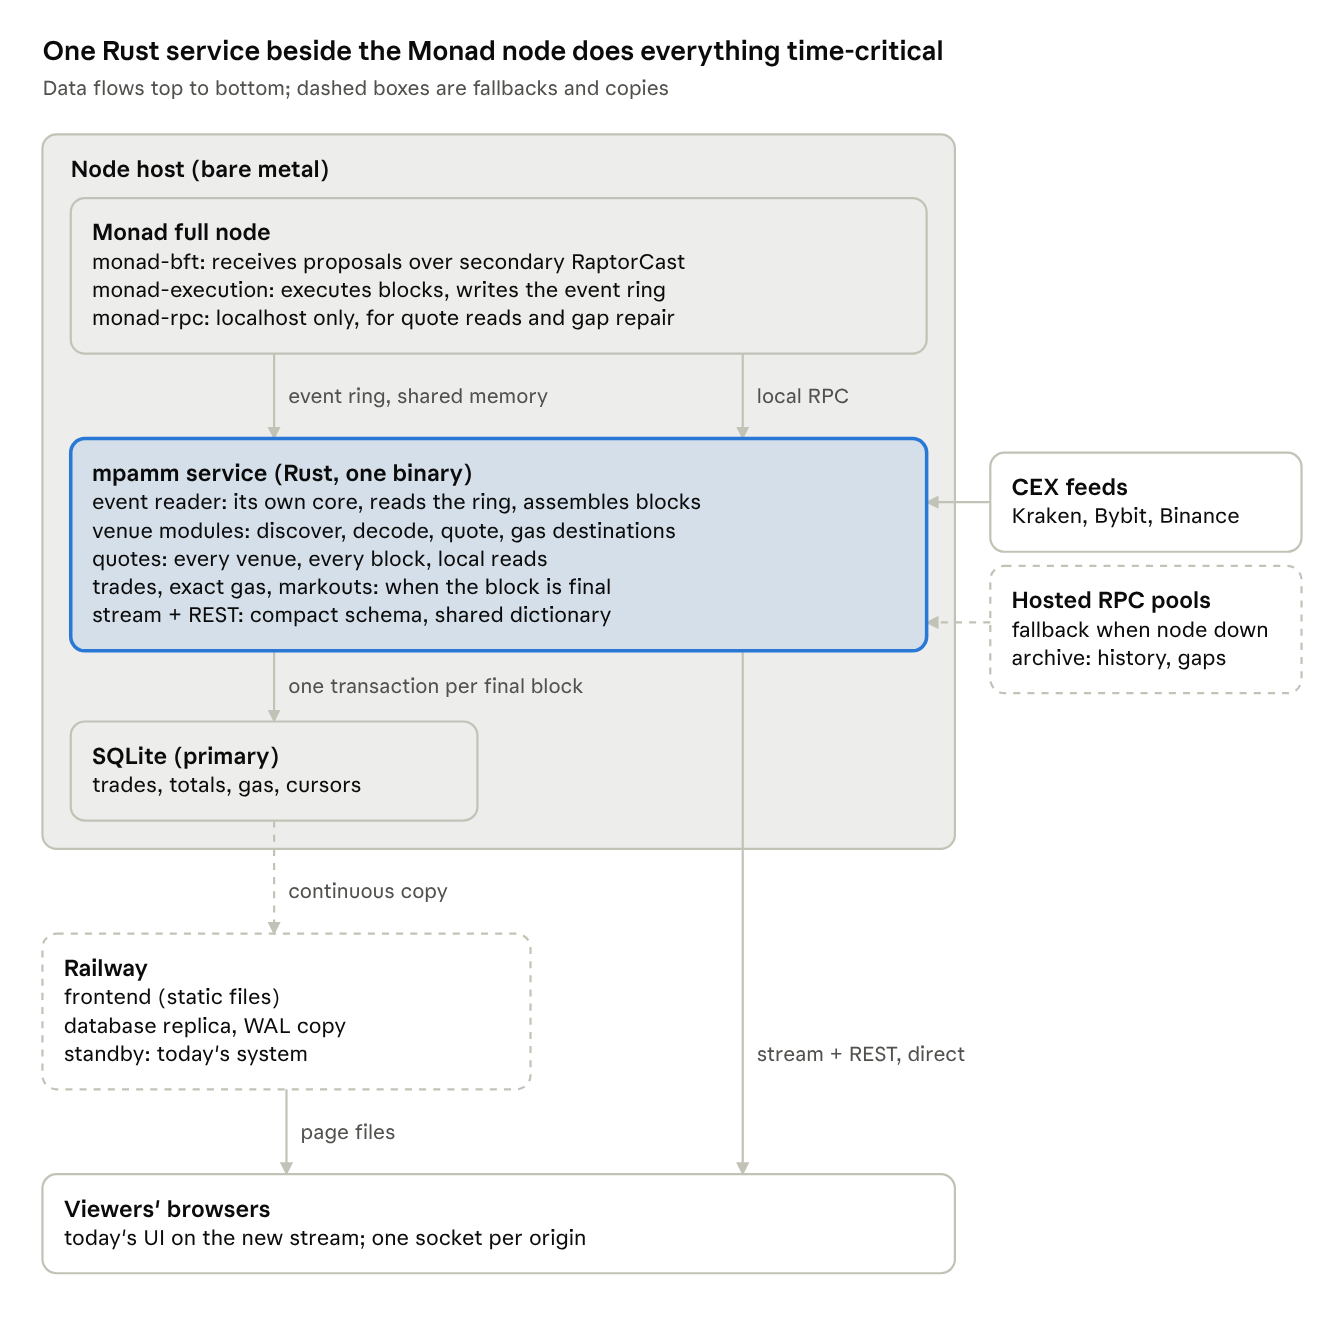 One Rust service beside the Monad node does everything time-critical
Data flows top to bottom; dashed boxes are fallbacks and copies
Node host (bare metal)
Monad full node
monad-bft: receives proposals over secondary RaptorCast
monad-execution: executes blocks, writes the event ring
monad-rpc: localhost only, for quote reads and gap repair
event ring, shared memory
local RPC
mpamm service (Rust, one binary)
event reader: its own core, reads the ring, assembles blocks
venue modules: discover, decode, quote, gas destinations
quotes: every venue, every block, local reads
trades, exact gas, markouts: when the block is final
stream + REST: compact schema, shared dictionary
CEX feeds
Kraken, Bybit, Binance
Hosted RPC pools
fallback when node down
archive: history, gaps
one transaction per final block
SQLite (primary)
trades, totals, gas, cursors
continuous copy
Railway
frontend (static files)
database replica, WAL copy
standby: today's system
stream + REST, direct
page files
Viewers' browsers
today's UI on the new stream; one socket per origin